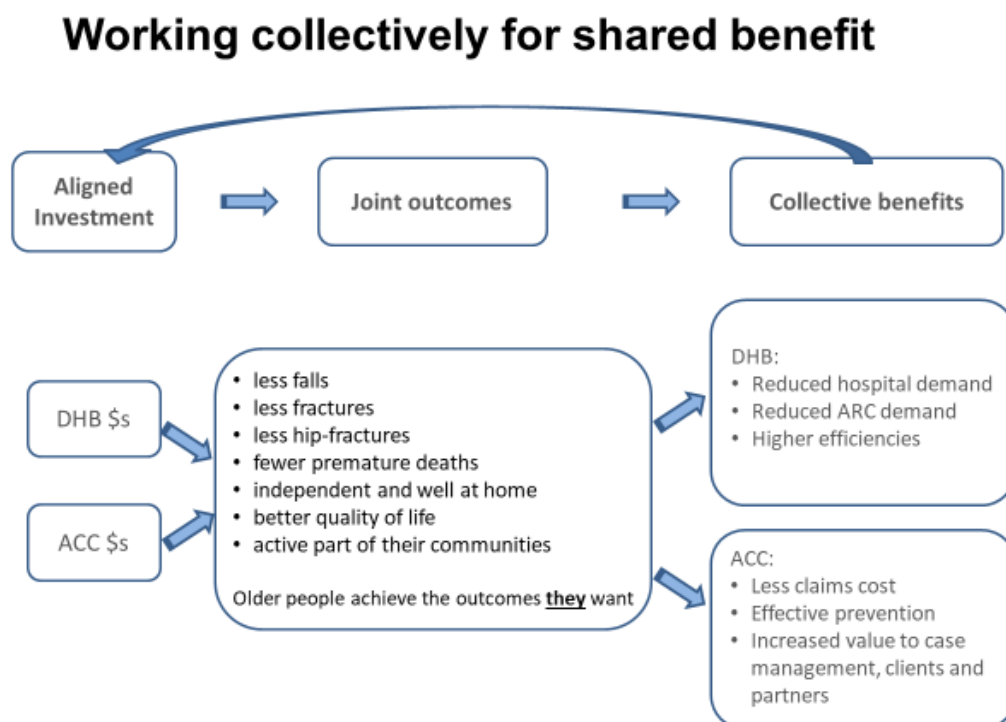 Working collectively for shared benefit
Aligned
Investment
Joint outcomes
Collective benefits
DHB $s
ACC $s
• less falls
• less fractures
• less hip-fractures
• fewer premature deaths
• independent and well at home
• better quality of life
• active part of their communities
Older people achieve the outcomes they want
DHB:
• Reduced hospital demand
• Reduced ARC demand
• Higher efficiencies
ACC:
• Less claims cost
• Effective prevention
• Increased value to case
management, clients and
partners